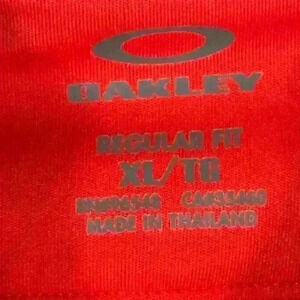 OAKLEY
REGULAR FIT
XL/TG
MADE IN THAILAND